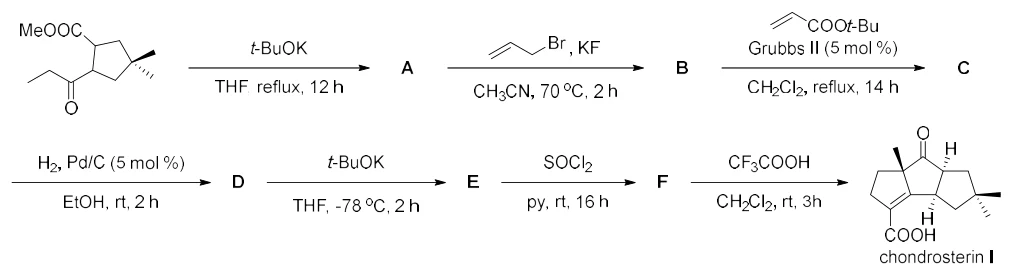 MeOOC
O
t-BuOK
THF, reflux, 12 h
A
Br, KF
CH3CN, 70 °C, 2 h
B
COOt-Bu
Grubbs II (5 mol %)
CH2Cl2, reflux, 14 h
C
H2, Pd/C (5 mol %)
EtOH, rt, 2 h
D
t-BuOK
THF, -78 °C, 2 h
E
SOCl2
py, rt, 16 h
F
CF3COOH
CH2Cl2, rt, 3h
O
H
H
COOH
chondrosterin I